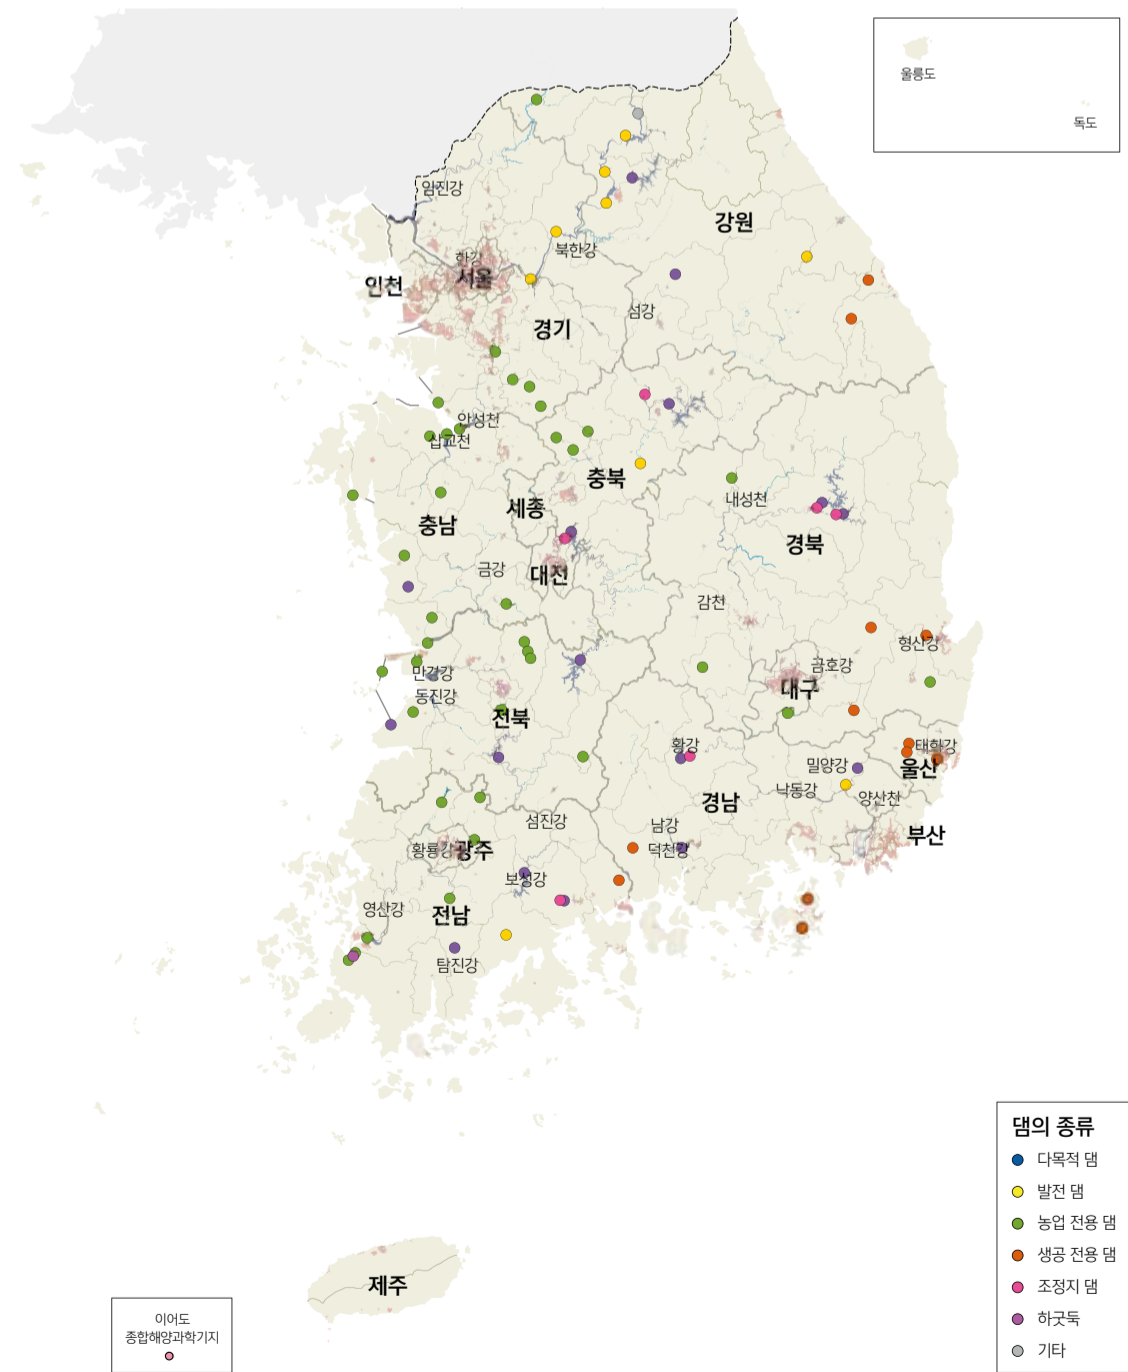 울릉도
독도
임진강
강원
북한강
한강
서울
인천
섬강
경기
안성천
삽교천
충북
내성천
세종
충남
경북
금강
대전
감천
형산강
금호강
만경강
대구
동진강
전북
황강
태화강
밀양강
울산
낙동강
양산천
경남
섬진강
남강
부산
황룡강
광주
덕천강
보성강
영산강
전남
탐진강
댐의 종류
다목적 댐
발전 댐
농업 전용 댐
생공 전용 댐
조정지 댐
하굿둑
기타
제주
이어도
종합해양과학기지